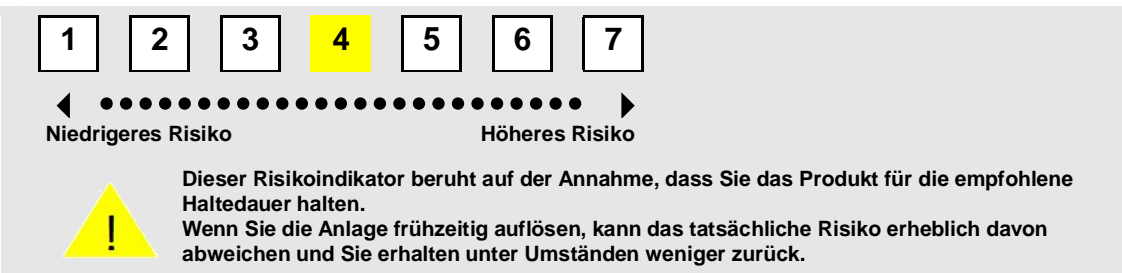 1 2 3 4 5 6 7
Niedrigeres Risiko Höheres Risiko
Dieser Risikoindikator beruht auf der Annahme, dass Sie das Produkt für die empfohlene
Haltedauer halten.
! Wenn Sie die Anlage frühzeitig auflösen, kann das tatsächliche Risiko erheblich davon
abweichen und Sie erhalten unter Umständen weniger zurück.